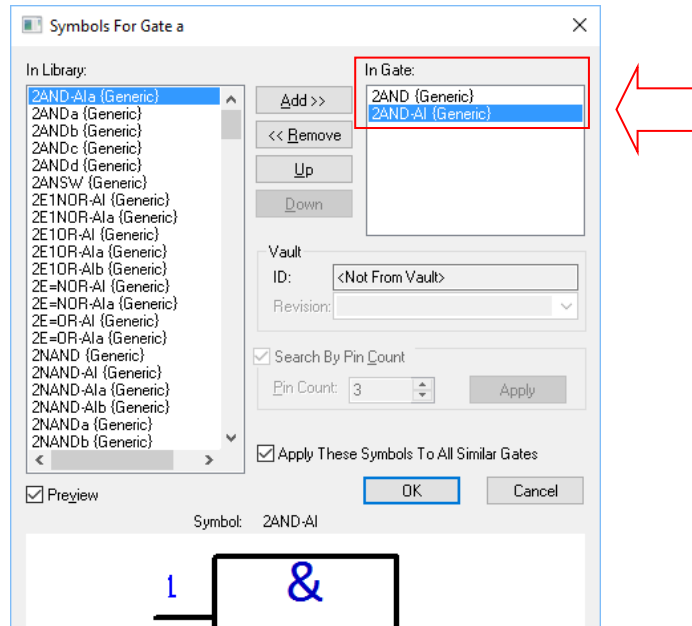 Symbols For Gate a
In Library:
2AND-AIa {Generic}
2ANDa {Generic}
2ANDb {Generic}
2ANDc {Generic}
2ANDd {Generic}
2ANSW {Generic}
2E1NOR-AI {Generic}
2E1NOR-AIa {Generic}
2E1OR-AI {Generic}
2E1OR-AIa {Generic}
2E1OR-AIb {Generic}
2E=NOR-AI {Generic}
2E=NOR-AIa {Generic}
2E=OR-AI {Generic}
2E=OR-AIa {Generic}
2NAND {Generic}
2NAND-AI {Generic}
2NAND-AIa {Generic}
2NAND-AIb {Generic}
2NANDa {Generic}
2NANDb {Generic}
Add >>
<< Remove
Up
Down
In Gate:
2AND {Generic}
2AND-AI {Generic}
Vault
ID: <Not From Vault>
Revision:
Search By Pin Count
Pin Count: 3 Apply
Apply These Symbols To All Similar Gates
OK Cancel
Preview
Symbol: 2AND-AI
1 &